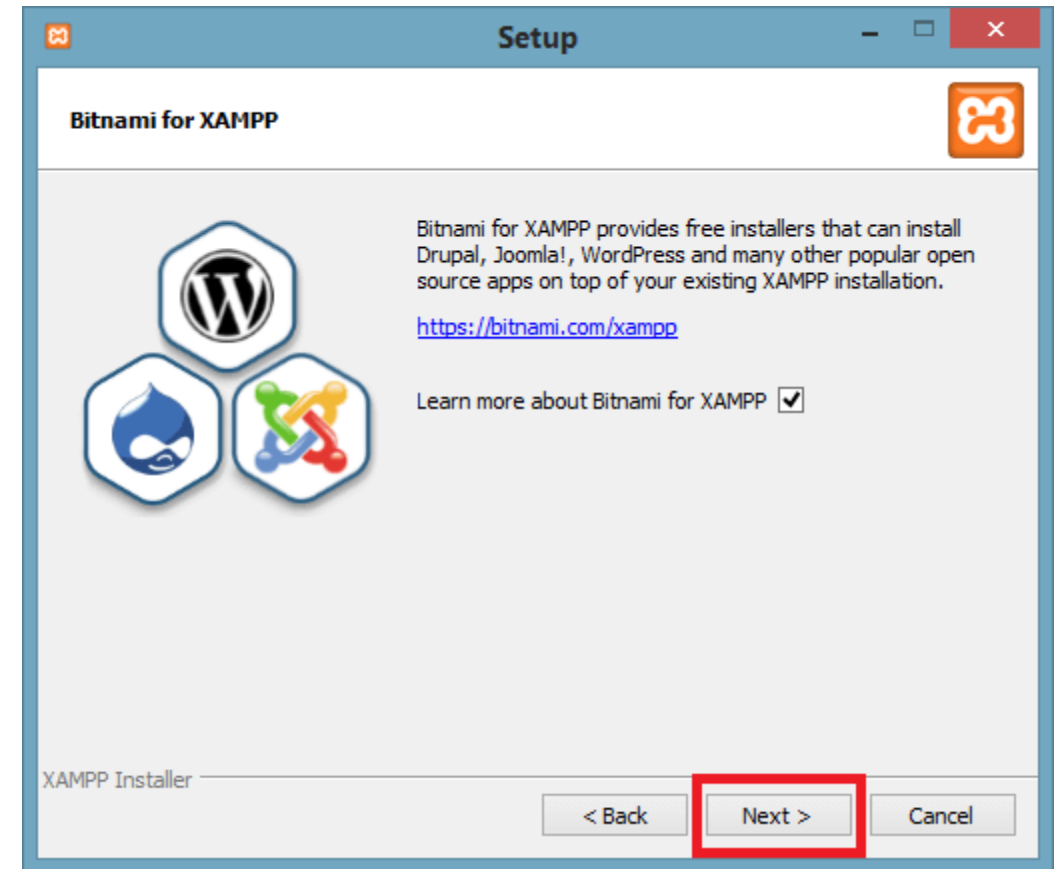 Setup
Bitnami for XAMPP
Bitnami for XAMPP provides free installers that can install
Drupal, Joomla!, WordPress and many other popular open
source apps on top of your existing XAMPP installation.
https://bitnami.com/xampp
Learn more about Bitnami for XAMPP
XAMPP Installer
< Back
Next >
Cancel